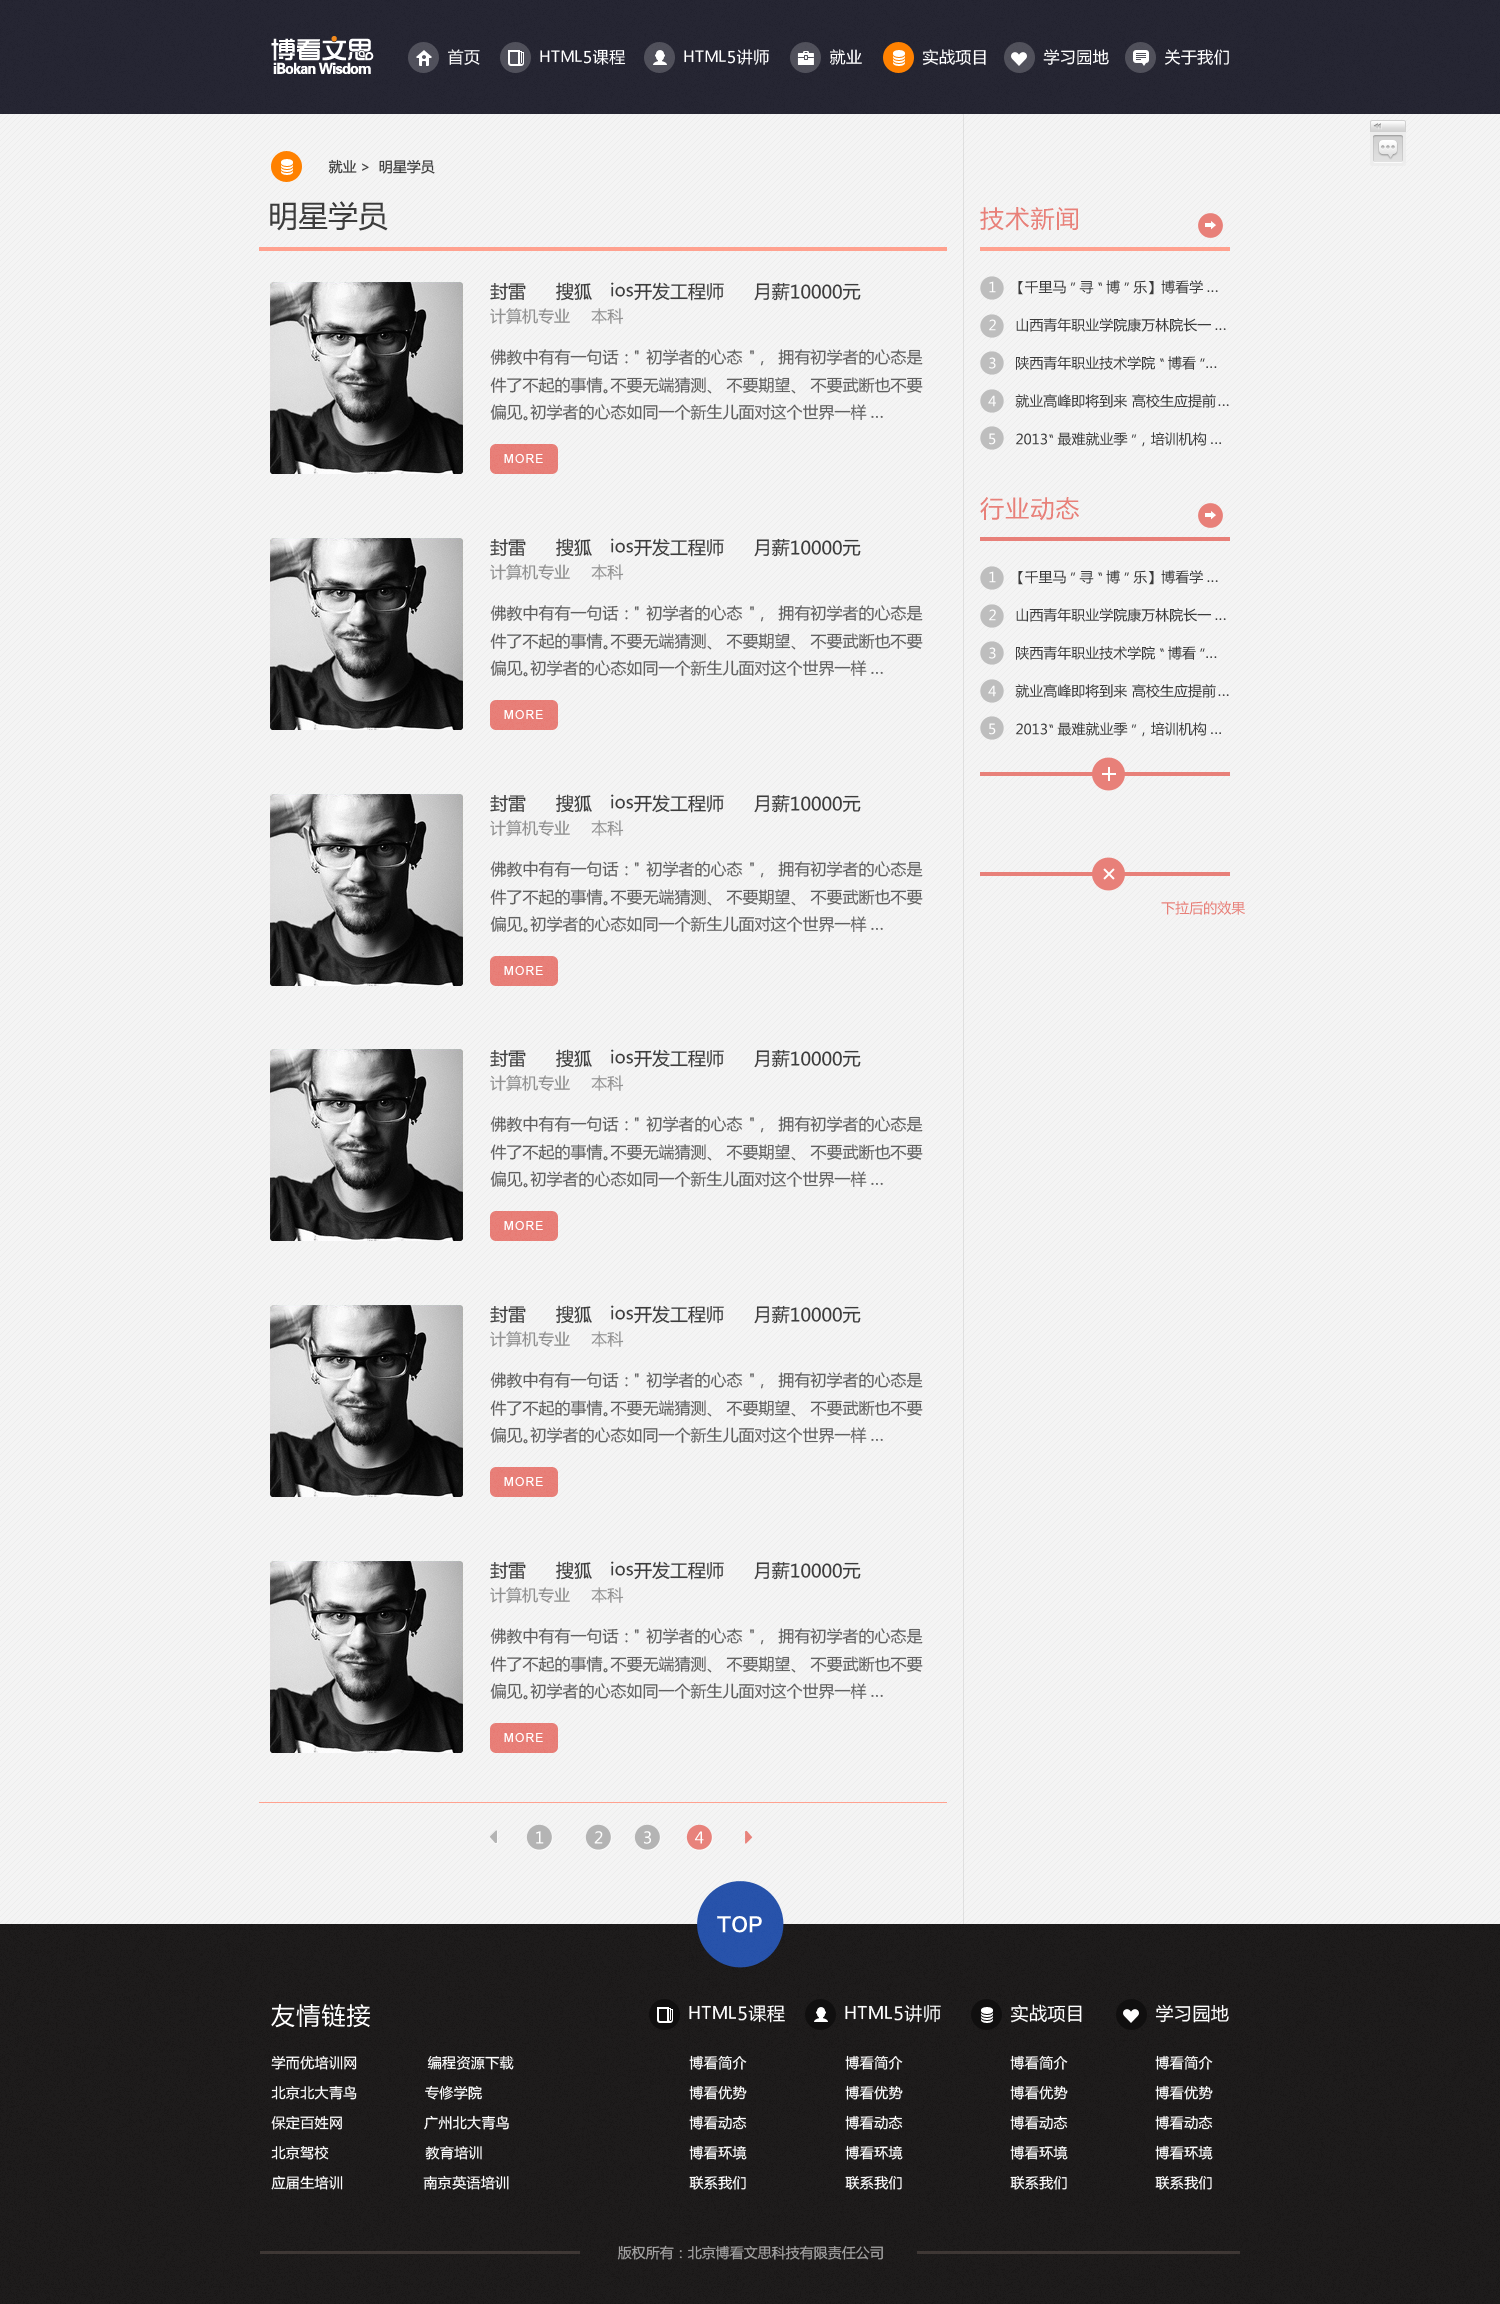 博看文思
iBokan Wisdom
首页
HTML5课程
HTML5讲师
就业
实战项目
学习园地
关于我们
就业 > 明星学员
明星学员
封雷 搜狐 ios开发工程师 月薪10000元
计算机专业 本科
佛教中有有一句话：" 初学者的心态 "， 拥有初学者的心态是
件了不起的事情。不要无端猜测、 不要期望、 不要武断也不要
偏见。初学者的心态如同一个新生儿面对这个世界一样 ...
MORE
封雷 搜狐 ios开发工程师 月薪10000元
计算机专业 本科
佛教中有有一句话：" 初学者的心态 "， 拥有初学者的心态是
件了不起的事情。不要无端猜测、 不要期望、 不要武断也不要
偏见。初学者的心态如同一个新生儿面对这个世界一样 ...
MORE
封雷 搜狐 ios开发工程师 月薪10000元
计算机专业 本科
佛教中有有一句话：" 初学者的心态 "， 拥有初学者的心态是
件了不起的事情。不要无端猜测、 不要期望、 不要武断也不要
偏见。初学者的心态如同一个新生儿面对这个世界一样 ...
MORE
封雷 搜狐 ios开发工程师 月薪10000元
计算机专业 本科
佛教中有有一句话：" 初学者的心态 "， 拥有初学者的心态是
件了不起的事情。不要无端猜测、 不要期望、 不要武断也不要
偏见。初学者的心态如同一个新生儿面对这个世界一样 ...
MORE
封雷 搜狐 ios开发工程师 月薪10000元
计算机专业 本科
佛教中有有一句话：" 初学者的心态 "， 拥有初学者的心态是
件了不起的事情。不要无端猜测、 不要期望、 不要武断也不要
偏见。初学者的心态如同一个新生儿面对这个世界一样 ...
MORE
封雷 搜狐 ios开发工程师 月薪10000元
计算机专业 本科
佛教中有有一句话：" 初学者的心态 "， 拥有初学者的心态是
件了不起的事情。不要无端猜测、 不要期望、 不要武断也不要
偏见。初学者的心态如同一个新生儿面对这个世界一样 ...
MORE
1 2 3 4
技术新闻
1 【千里马 " 寻 " 博 " 乐】博看学 ...
2 山西青年职业学院康万林院长一 ...
3 陕西青年职业技术学院 " 博看 "...
4 就业高峰即将到来 高校生应提前...
5 2013" 最难就业季 "，培训机构 ...
行业动态
1 【千里马 " 寻 " 博 " 乐】博看学 ...
2 山西青年职业学院康万林院长一 ...
3 陕西青年职业技术学院 " 博看 "...
4 就业高峰即将到来 高校生应提前...
5 2013" 最难就业季 "，培训机构 ...
下拉后的效果
TOP
友情链接
学而优培训网 编程资源下载
北京北大青鸟 专修学院
保定百姓网 广州北大青鸟
北京驾校 教育培训
应届生培训 南京英语培训
HTML5课程
博看简介
博看优势
博看动态
博看环境
联系我们
HTML5讲师
博看简介
博看优势
博看动态
博看环境
联系我们
实战项目
博看简介
博看优势
博看动态
博看环境
联系我们
学习园地
博看简介
博看优势
博看动态
博看环境
联系我们
版权所有：北京博看文思科技有限责任公司